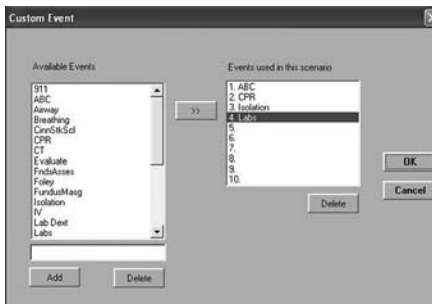 Custom Event
Available Events
911
ABC
Airway
Breathing
CinnStkScl
CPR
CT
Evaluate
FndsAsses
Foley
FundusMasg
Isolation
IV
Lab Dext
Labs
Add
Delete
>>
Events used in this scenario
1. ABC
2. CPR
3. Isolation
4. Labs
5.
6.
7.
8.
9.
10.
Delete
OK
Cancel